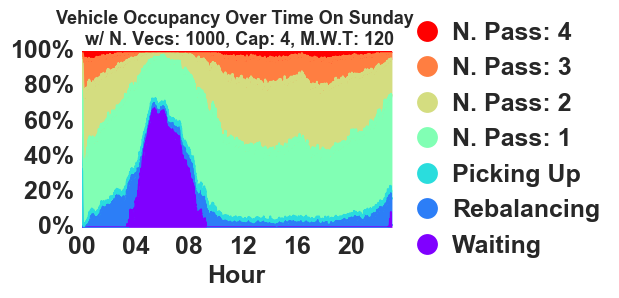 Vehicle Occupancy Over Time On Sunday
w/ N. Vecs: 1000, Cap: 4, M.W.T: 120
100%
80%
60%
40%
20%
0%
00 04 08 12 16 20
Hour
N. Pass: 4
N. Pass: 3
N. Pass: 2
N. Pass: 1
Picking Up
Rebalancing
Waiting